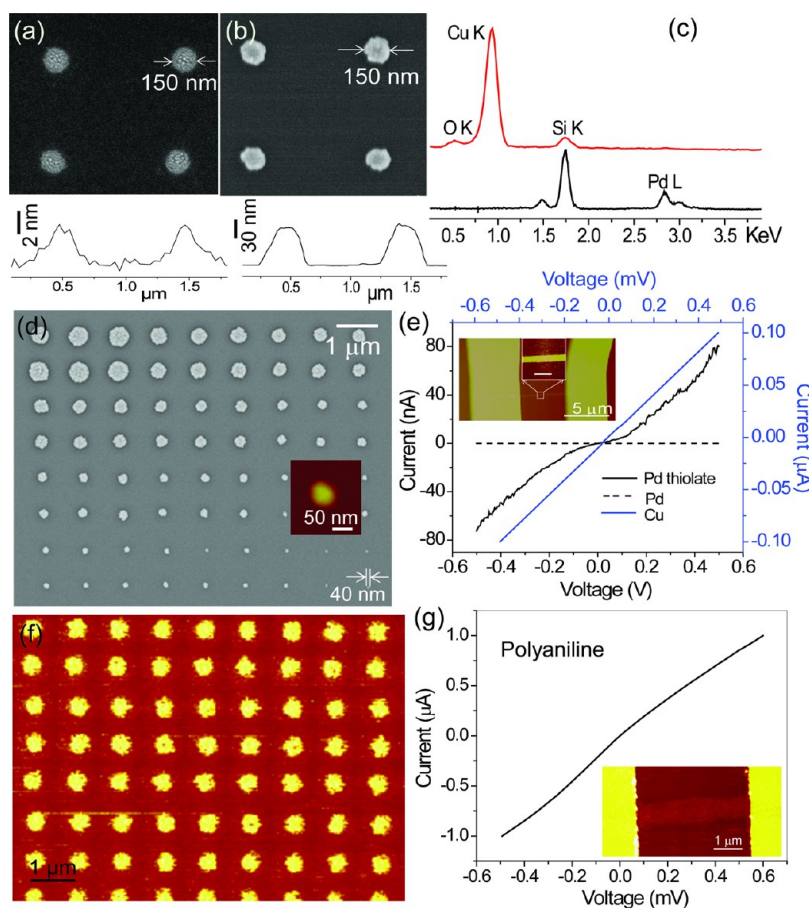 (a)
150 nm
2 nm
0.5 1.0 1.5
μm
(b)
150 nm
30 nm
0.5 1.0 1.5
μm
(c)
Cu K
O K
Si K
Pd L
0.5 1.0 1.5 2.0 2.5 3.0 3.5 KeV
(d)
1 μm
50 nm
40 nm
(e)
Voltage (mV)
-0.6 -0.4 -0.2 0.0 0.2 0.4 0.6
Current (nA)
80
40
0
-40
-80
Current (μA)
0.10
0.05
0.00
-0.05
-0.10
5 μm
Pd thiolate
Pd
Cu
-0.6 -0.4 -0.2 0.0 0.2 0.4 0.6
Voltage (V)
(f)
1 μm
(g)
Polyaniline
Current (μA)
1.0
0.5
0.0
-0.5
-1.0
1 μm
-0.6 -0.4 -0.2 0.0 0.2 0.4 0.6
Voltage (mV)